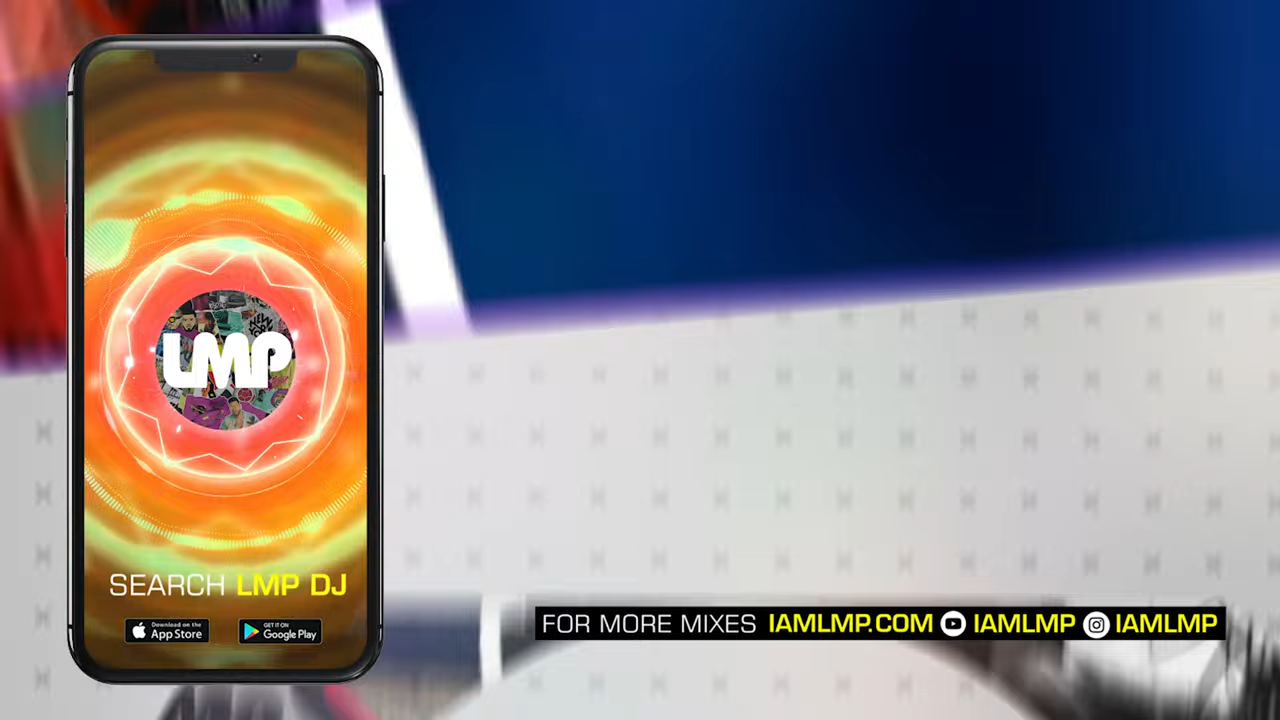 LMP
SEARCH LMP DJ
Download on the
App Store
GET IT ON
Google Play
FOR MORE MIXES IAMLMP.COM IAMLMP IAMLMP